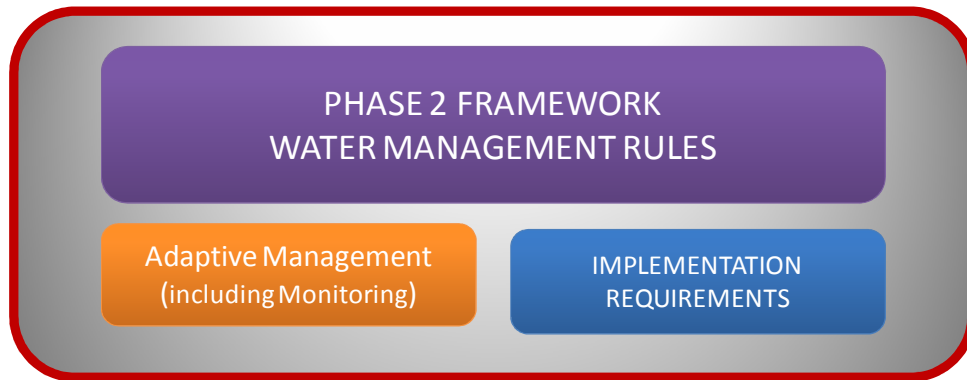 PHASE 2 FRAMEWORK
WATER MANAGEMENT RULES
Adaptive Management
(including Monitoring)
IMPLEMENTATION
REQUIREMENTS